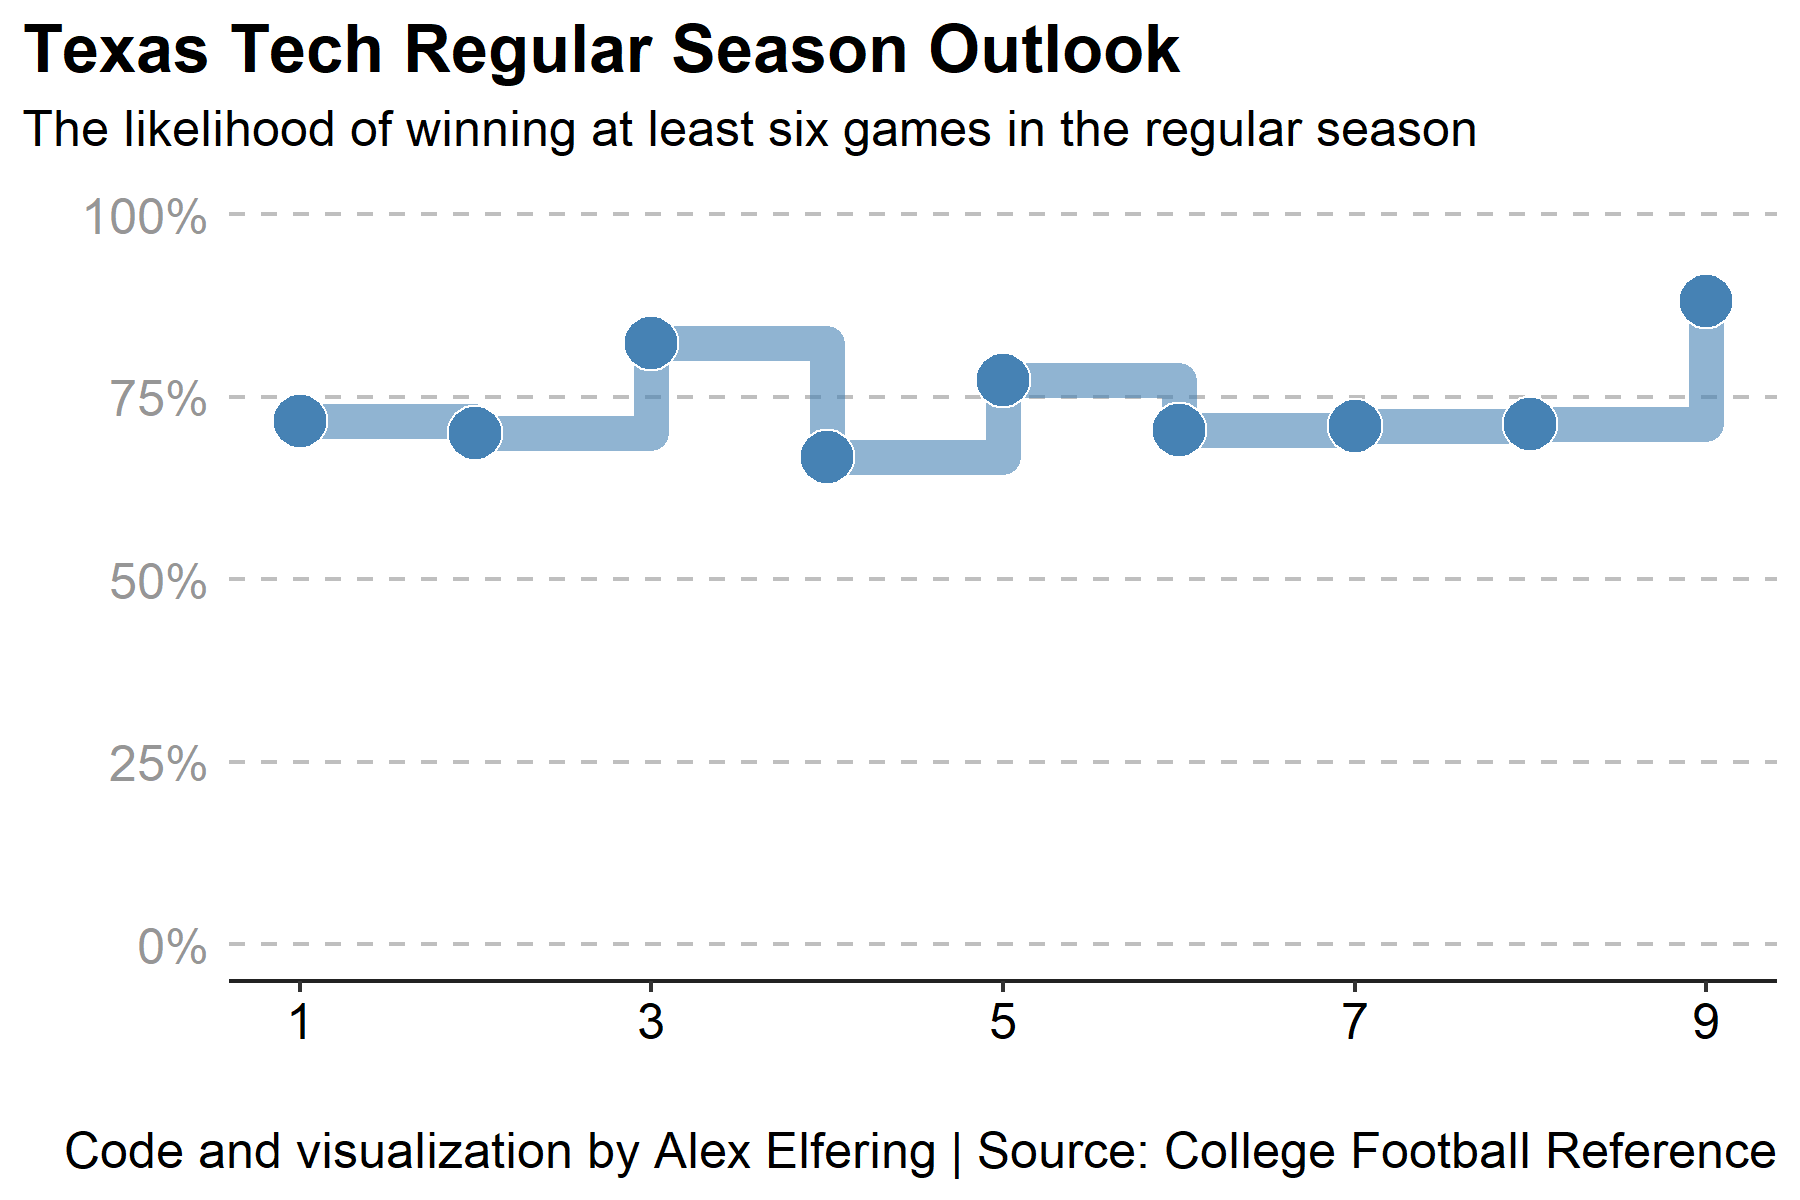 Texas Tech Regular Season Outlook
The likelihood of winning at least six games in the regular season
100%
75%
50%
25%
0%
1 3 5 7 9
Code and visualization by Alex Elfering | Source: College Football Reference